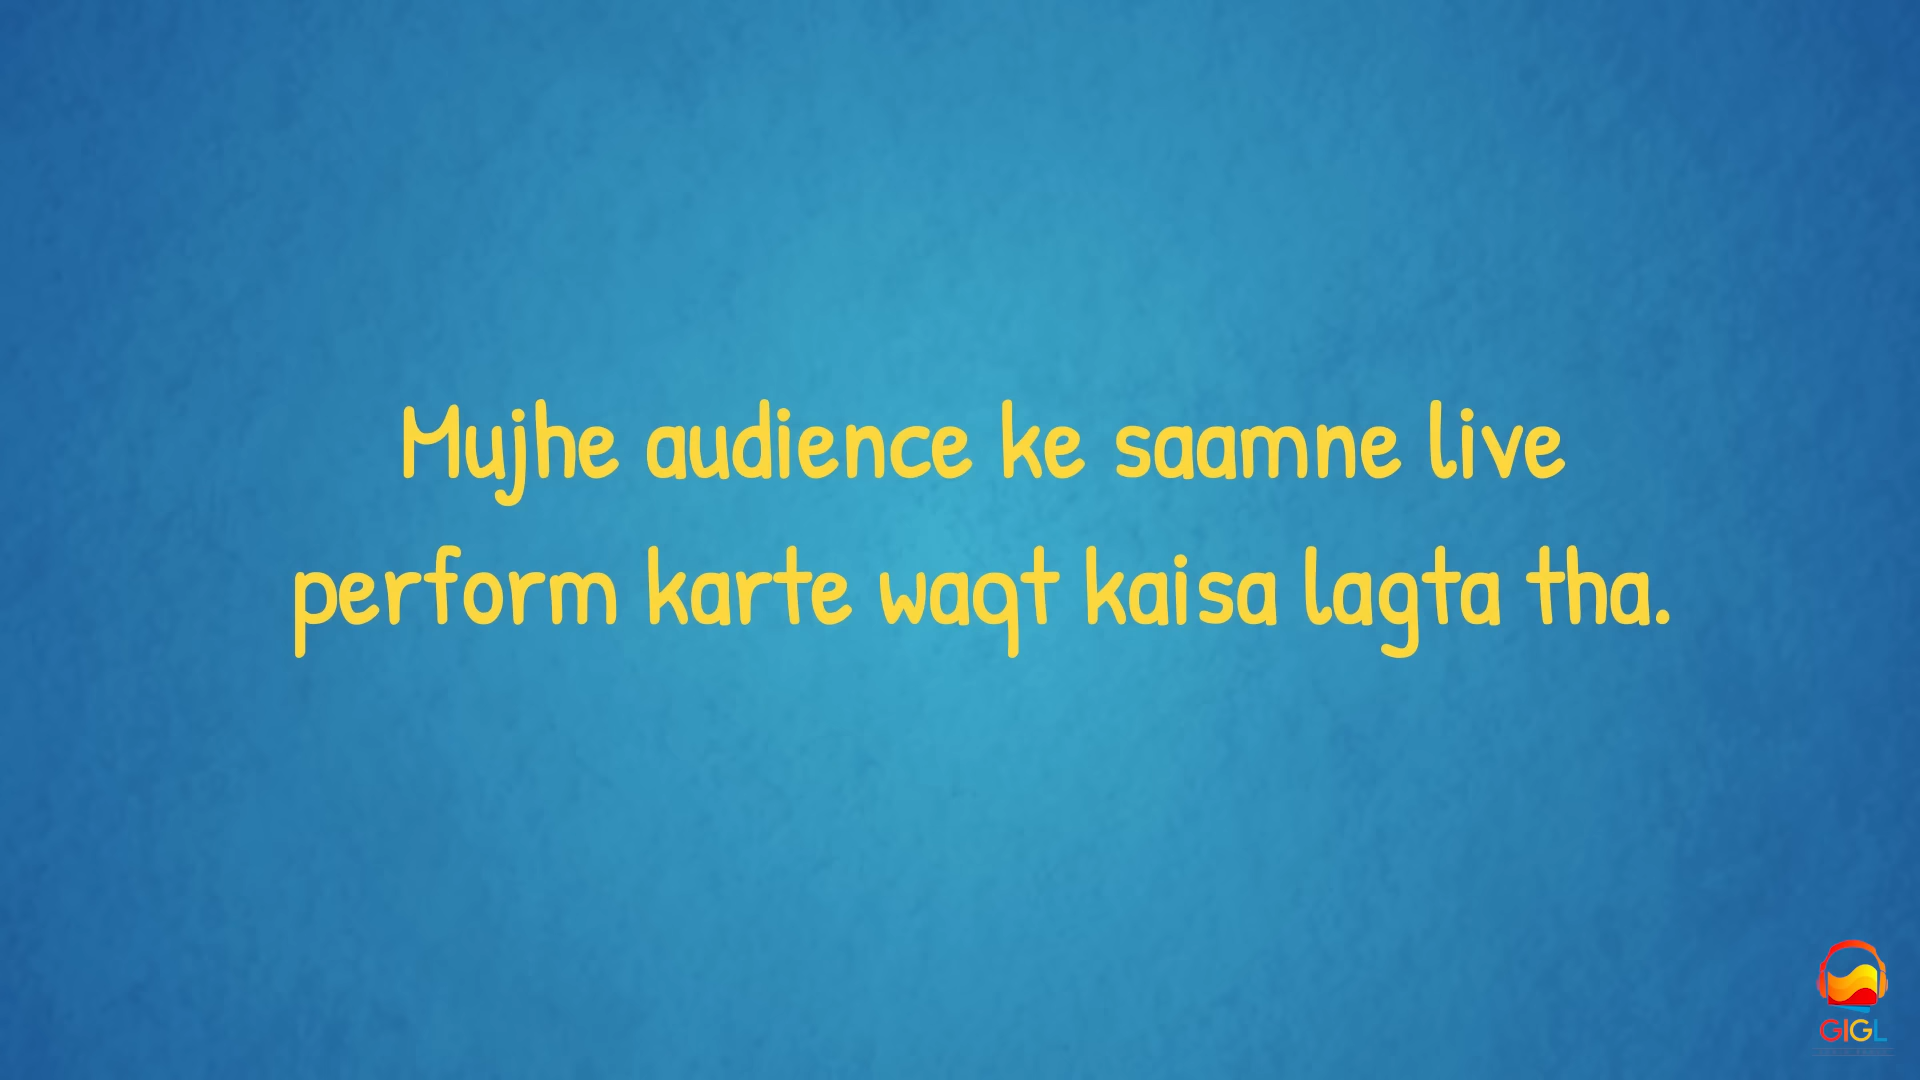 Mujhe audience ke saamne live
perform karte waqt kaisa lagta tha.
GIGL